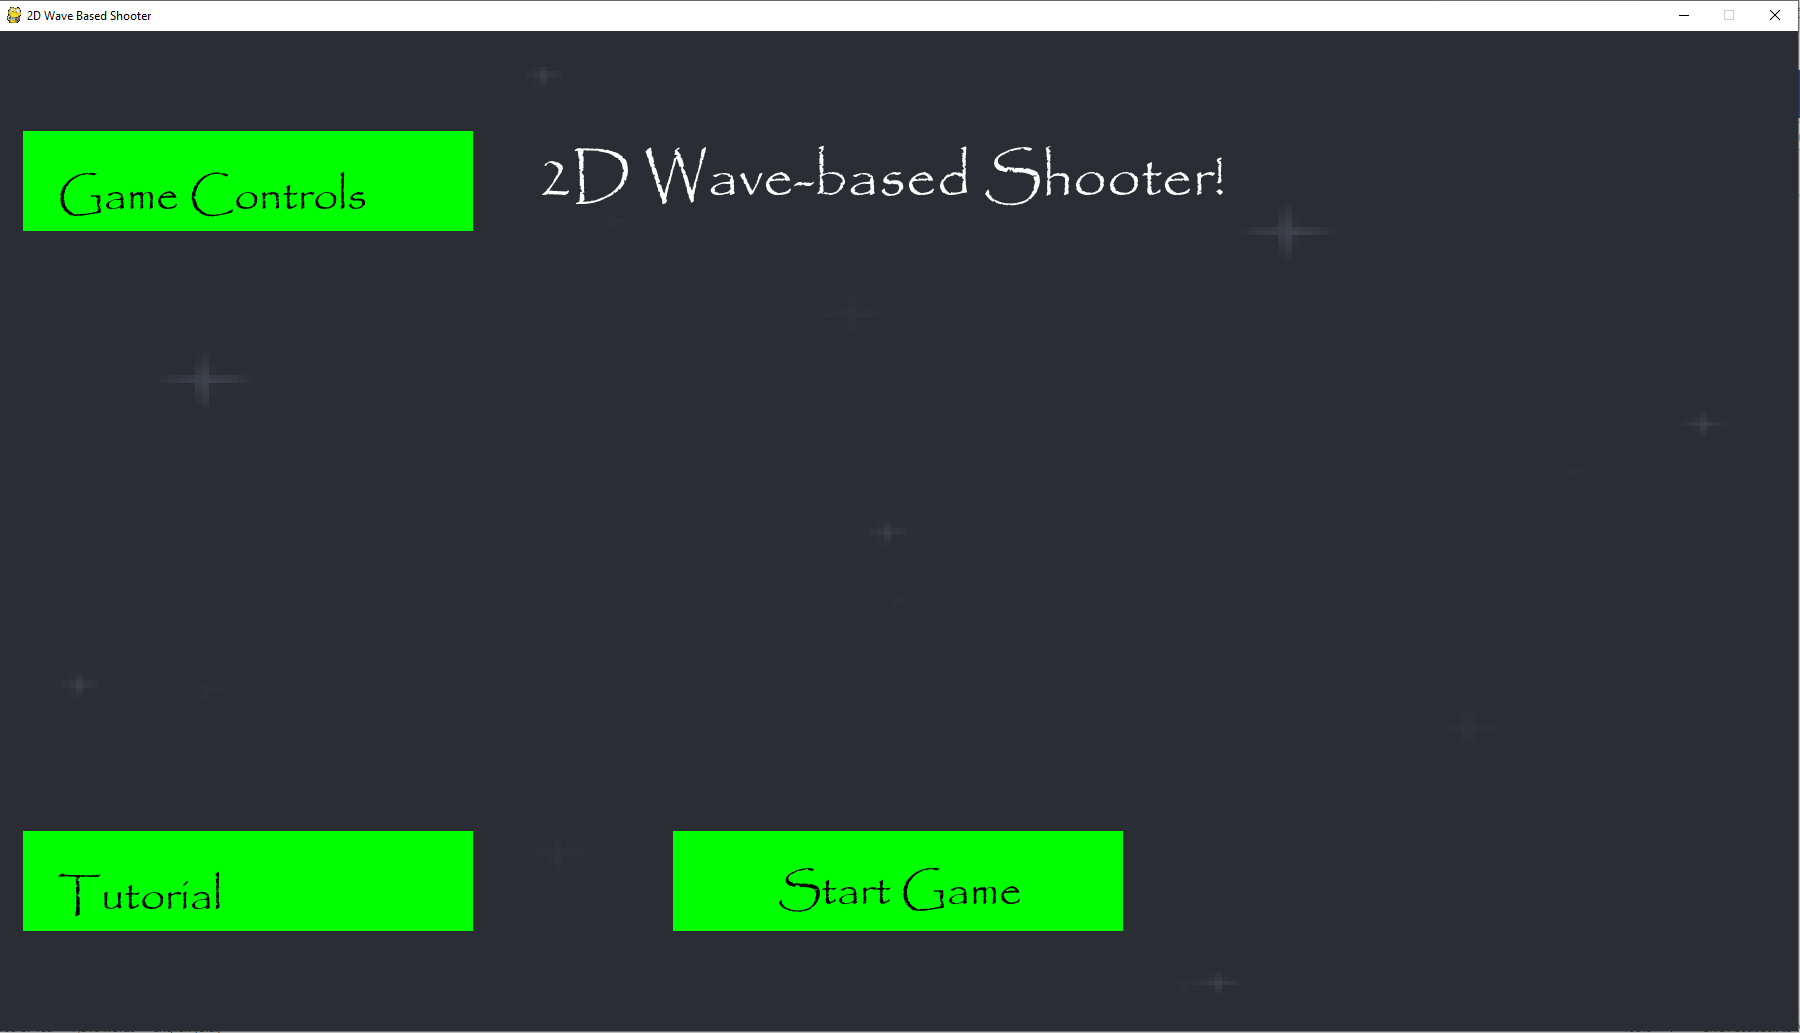 2D Wave Based Shooter
Game Controls
2D Wave-based Shooter!
Tutorial
Start Game